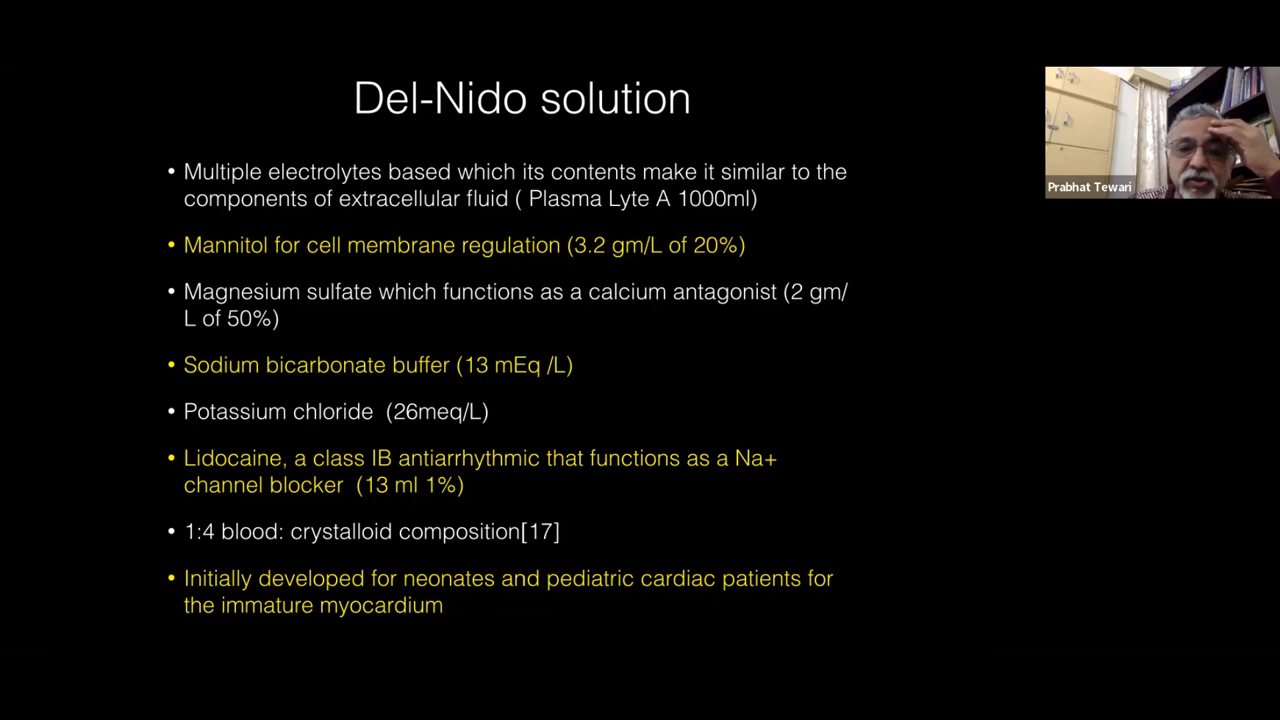 Del-Nido solution
• Multiple electrolytes based which its contents make it similar to the
components of extracellular fluid ( Plasma Lyte A 1000ml)
• Mannitol for cell membrane regulation (3.2 gm/L of 20%)
• Magnesium sulfate which functions as a calcium antagonist (2 gm/
L of 50%)
• Sodium bicarbonate buffer (13 mEq /L)
• Potassium chloride  (26meq/L)
• Lidocaine, a class IB antiarrhythmic that functions as a Na+
channel blocker  (13 ml 1%)
• 1:4 blood: crystalloid composition[17]
• Initially developed for neonates and pediatric cardiac patients for
the immature myocardium
Prabhat Tewari